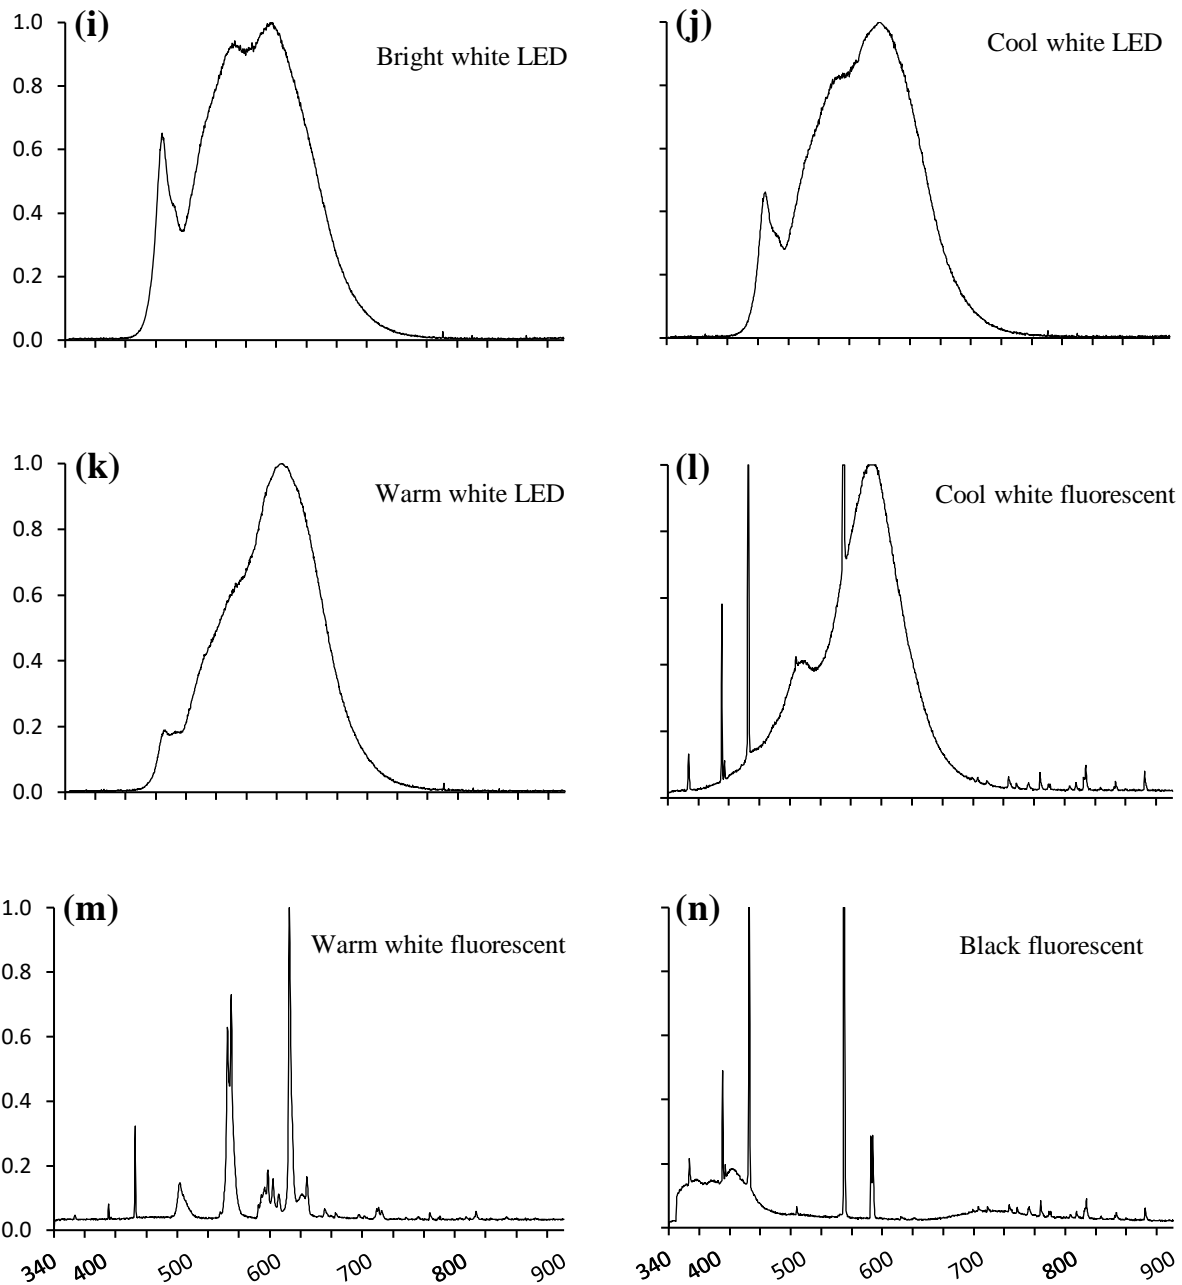 (i)
Bright white LED
1.0
0.8
0.6
0.4
0.2
0.0
(j)
Cool white LED
(k)
Warm white LED
1.0
0.8
0.6
0.4
0.2
0.0
(l)
Cool white fluorescent
(m)
Warm white fluorescent
1.0
0.8
0.6
0.4
0.2
0.0
340 400 500 600 700 800 900
(n)
Black fluorescent
340 400 500 600 700 800 900